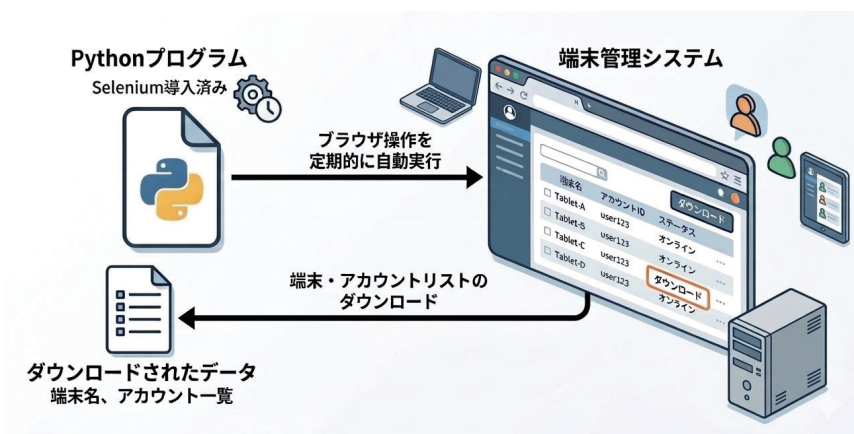 Pythonプログラム
Selenium導入済み
端末管理システム
ブラウザ操作を
定期的に自動実行
ダウンロード
端末名 アカウントID ステータス
Tablet-A user123 オンライン
Tablet-S user123 オンライン
Tablet-C user123 ダウンロード
Tablet-D user123 オンライン
端末・アカウントリストの
ダウンロード
ダウンロードされたデータ
端末名、アカウント一覧